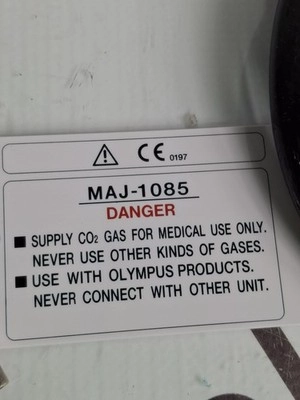 CE 0197
MAJ-1085
DANGER
■ SUPPLY CO₂ GAS FOR MEDICAL USE ONLY.
NEVER USE OTHER KINDS OF GASES.
■ USE WITH OLYMPUS PRODUCTS.
NEVER CONNECT WITH OTHER UNIT.